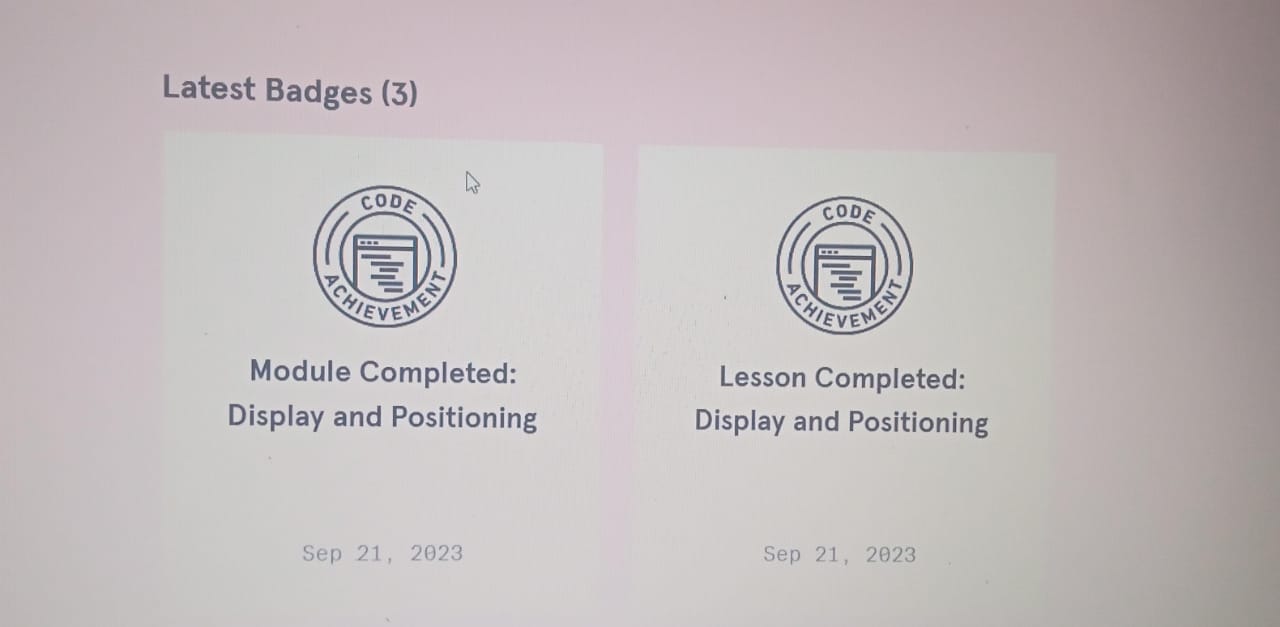 Latest Badges (3)
CODE
ACHIEVEMENT
Module Completed:
Display and Positioning
Sep 21, 2023
CODE
ACHIEVEMENT
Lesson Completed:
Display and Positioning
Sep 21, 2023